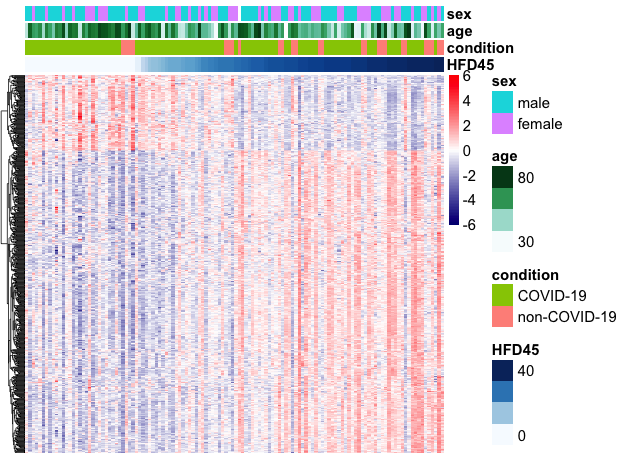 sex
age
condition
HFD45
6
4
2
0
-2
-4
-6
sex
male
female
age
80
30
condition
COVID-19
non-COVID-19
HFD45
40
0